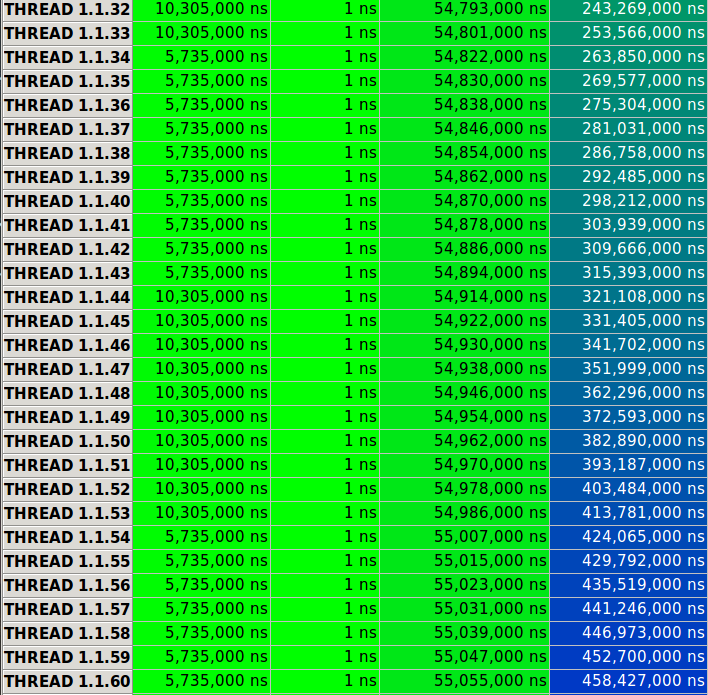 THREAD 1.1.32 10,305,000 ns 1 ns 54,793,000 ns 243,269,000 ns
THREAD 1.1.33 10,305,000 ns 1 ns 54,801,000 ns 253,566,000 ns
THREAD 1.1.34 5,735,000 ns 1 ns 54,822,000 ns 263,850,000 ns
THREAD 1.1.35 5,735,000 ns 1 ns 54,830,000 ns 269,577,000 ns
THREAD 1.1.36 5,735,000 ns 1 ns 54,838,000 ns 275,304,000 ns
THREAD 1.1.37 5,735,000 ns 1 ns 54,846,000 ns 281,031,000 ns
THREAD 1.1.38 5,735,000 ns 1 ns 54,854,000 ns 286,758,000 ns
THREAD 1.1.39 5,735,000 ns 1 ns 54,862,000 ns 292,485,000 ns
THREAD 1.1.40 5,735,000 ns 1 ns 54,870,000 ns 298,212,000 ns
THREAD 1.1.41 5,735,000 ns 1 ns 54,878,000 ns 303,939,000 ns
THREAD 1.1.42 5,735,000 ns 1 ns 54,886,000 ns 309,666,000 ns
THREAD 1.1.43 5,735,000 ns 1 ns 54,894,000 ns 315,393,000 ns
THREAD 1.1.44 10,305,000 ns 1 ns 54,914,000 ns 321,108,000 ns
THREAD 1.1.45 10,305,000 ns 1 ns 54,922,000 ns 331,405,000 ns
THREAD 1.1.46 10,305,000 ns 1 ns 54,930,000 ns 341,702,000 ns
THREAD 1.1.47 10,305,000 ns 1 ns 54,938,000 ns 351,999,000 ns
THREAD 1.1.48 10,305,000 ns 1 ns 54,946,000 ns 362,296,000 ns
THREAD 1.1.49 10,305,000 ns 1 ns 54,954,000 ns 372,593,000 ns
THREAD 1.1.50 10,305,000 ns 1 ns 54,962,000 ns 382,890,000 ns
THREAD 1.1.51 10,305,000 ns 1 ns 54,970,000 ns 393,187,000 ns
THREAD 1.1.52 10,305,000 ns 1 ns 54,978,000 ns 403,484,000 ns
THREAD 1.1.53 10,305,000 ns 1 ns 54,986,000 ns 413,781,000 ns
THREAD 1.1.54 5,735,000 ns 1 ns 55,007,000 ns 424,065,000 ns
THREAD 1.1.55 5,735,000 ns 1 ns 55,015,000 ns 429,792,000 ns
THREAD 1.1.56 5,735,000 ns 1 ns 55,023,000 ns 435,519,000 ns
THREAD 1.1.57 5,735,000 ns 1 ns 55,031,000 ns 441,246,000 ns
THREAD 1.1.58 5,735,000 ns 1 ns 55,039,000 ns 446,973,000 ns
THREAD 1.1.59 5,735,000 ns 1 ns 55,047,000 ns 452,700,000 ns
THREAD 1.1.60 5,735,000 ns 1 ns 55,055,000 ns 458,427,000 ns